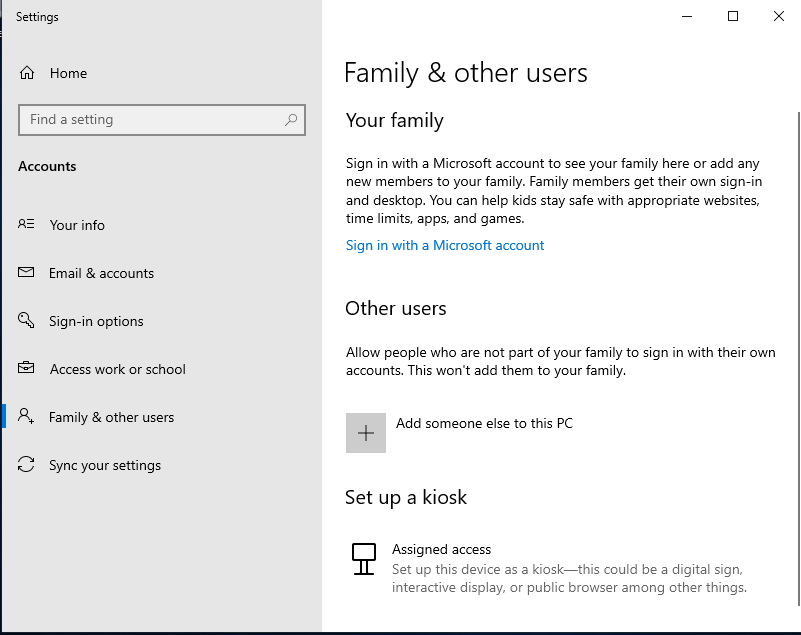 Settings
Home
Find a setting
Accounts
Your info
Email & accounts
Sign-in options
Access work or school
Family & other users
Sync your settings
Family & other users
Your family
Sign in with a Microsoft account to see your family here or add any
new members to your family. Family members get their own sign-in
and desktop. You can help kids stay safe with appropriate websites,
time limits, apps, and games.
Sign in with a Microsoft account
Other users
Allow people who are not part of your family to sign in with their own
accounts. This won't add them to your family.
Add someone else to this PC
Set up a kiosk
Assigned access
Set up this device as a kiosk—this could be a digital sign,
interactive display, or public browser among other things.